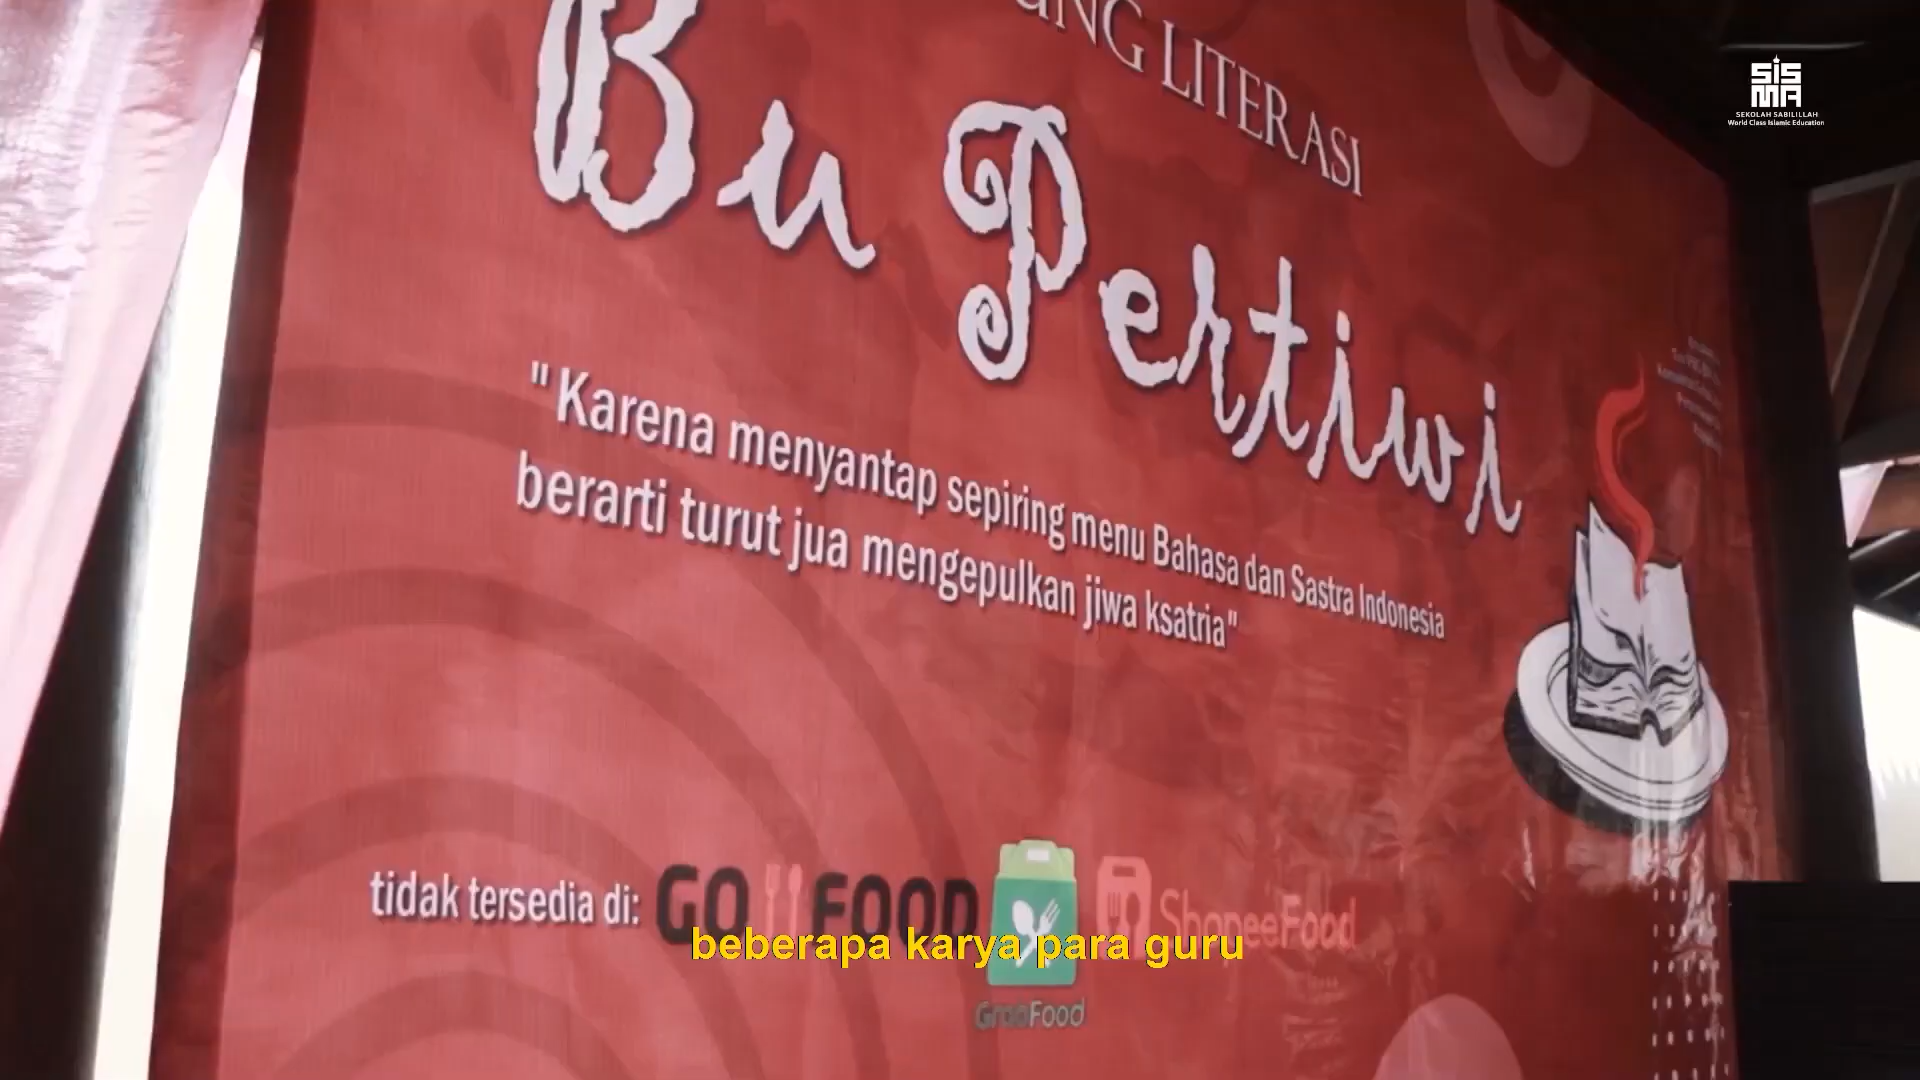 UNG LITERASI
Bu Pertiwi
" Karena menyantap sepiring menu Bahasa dan Sastra Indonesia
berarti turut jua mengepulkan jiwa ksatria"
tidak tersedia di: GO FOOD
GrabFood
ShopeeFood
beberapa karya para guru
SISMA
SEKOLAH SABILILLAH
World Class Islamic Education